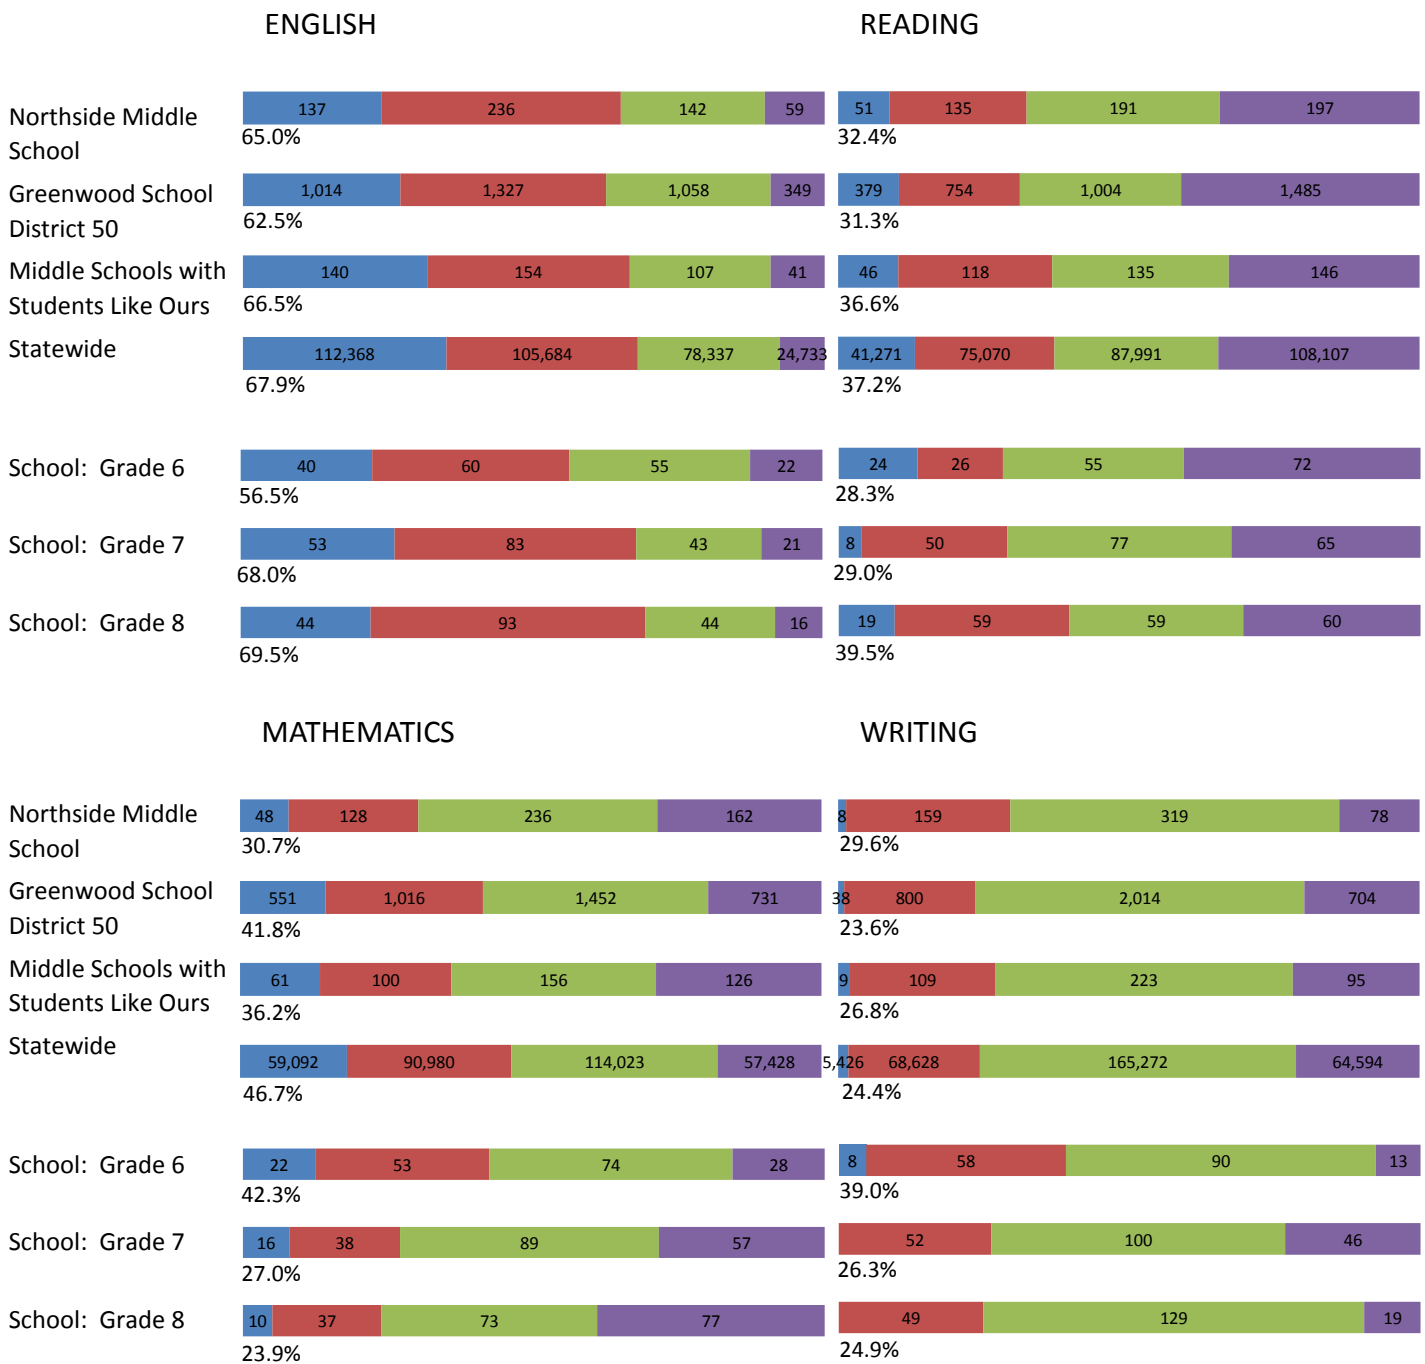 ENGLISH
READING
Northside Middle
School
137 236 142 59
65.0%
51 135 191 197
32.4%
Greenwood School
District 50
1,014 1,327 1,058 349
62.5%
379 754 1,004 1,485
31.3%
Middle Schools with
Students Like Ours
140 154 107 41
66.5%
46 118 135 146
36.6%
Statewide
112,368 105,684 78,337 24,733
67.9%
41,271 75,070 87,991 108,107
37.2%
School: Grade 6
40 60 55 22
56.5%
24 26 55 72
28.3%
School: Grade 7
53 83 43 21
68.0%
8 50 77 65
29.0%
School: Grade 8
44 93 44 16
69.5%
19 59 59 60
39.5%
MATHEMATICS
WRITING
Northside Middle
School
48 128 236 162
30.7%
8 159 319 78
29.6%
Greenwood School
District 50
551 1,016 1,452 731
41.8%
38 800 2,014 704
23.6%
Middle Schools with
Students Like Ours
61 100 156 126
36.2%
9 109 223 95
26.8%
Statewide
59,092 90,980 114,023 57,428
46.7%
5,426 68,628 165,272 64,594
24.4%
School: Grade 6
22 53 74 28
42.3%
8 58 90 13
39.0%
School: Grade 7
16 38 89 57
27.0%
52 100 46
26.3%
School: Grade 8
10 37 73 77
23.9%
49 129 19
24.9%